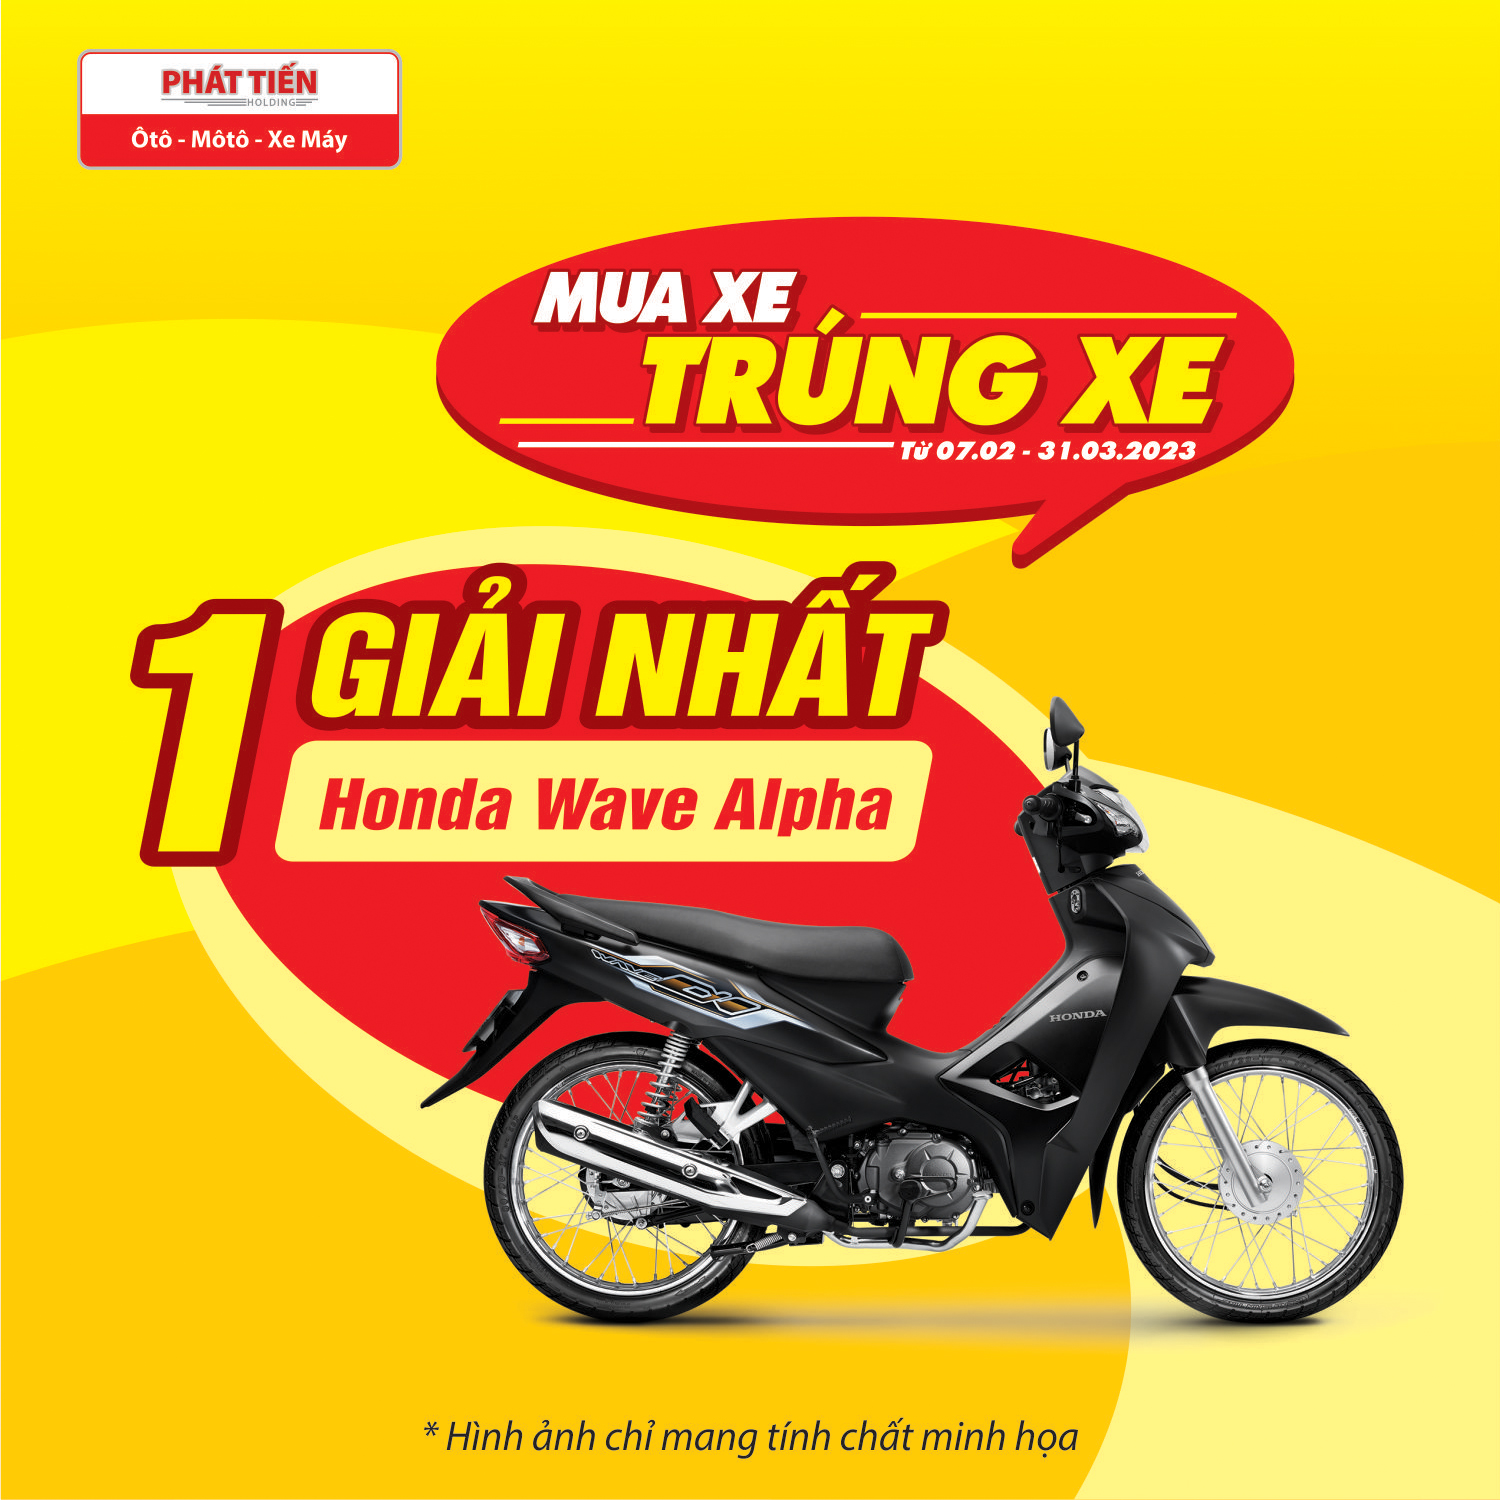 PHÁT TIẾN
HOLDING
Ôtô - Môtô - Xe Máy
MUA XE
TRÚNG XE
Từ 07.02 - 31.03.2023
1 GIẢI NHẤT
Honda Wave Alpha
WAVE α
HONDA
* Hình ảnh chỉ mang tính chất minh họa